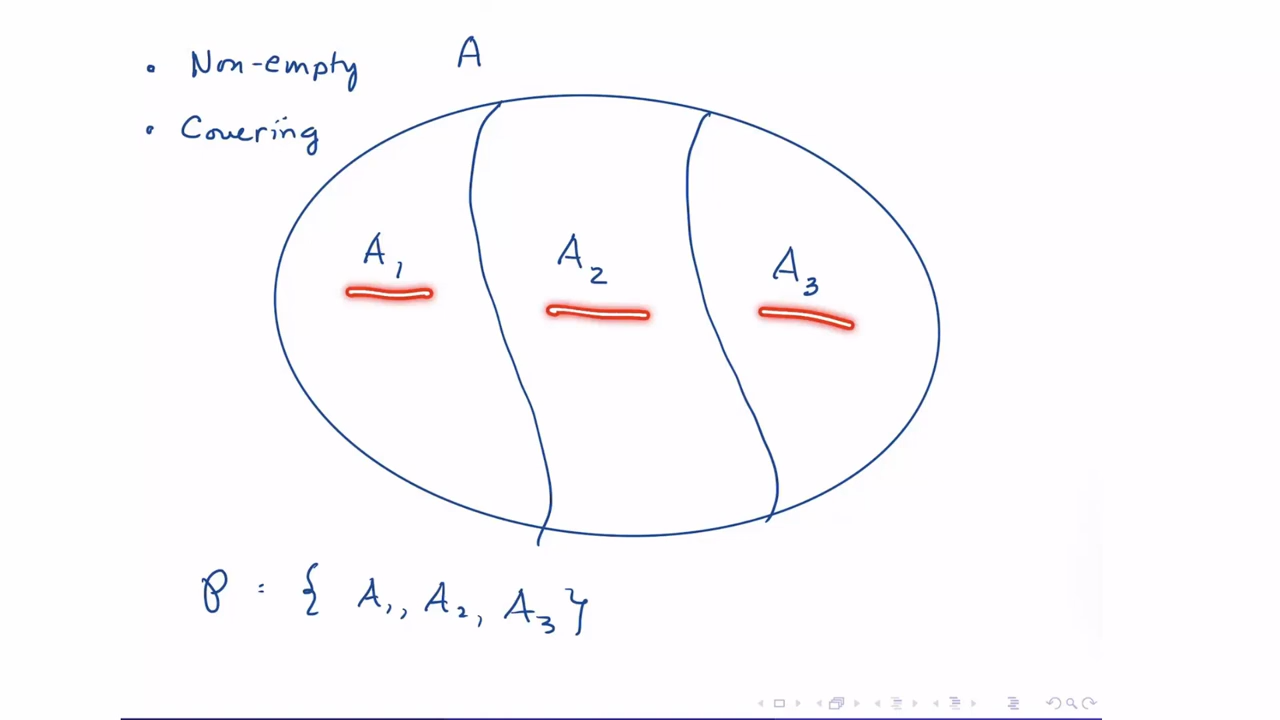 • Non-empty
A
• Covering
A₁
A₂
A₃
P = { A₁, A₂, A₃ }